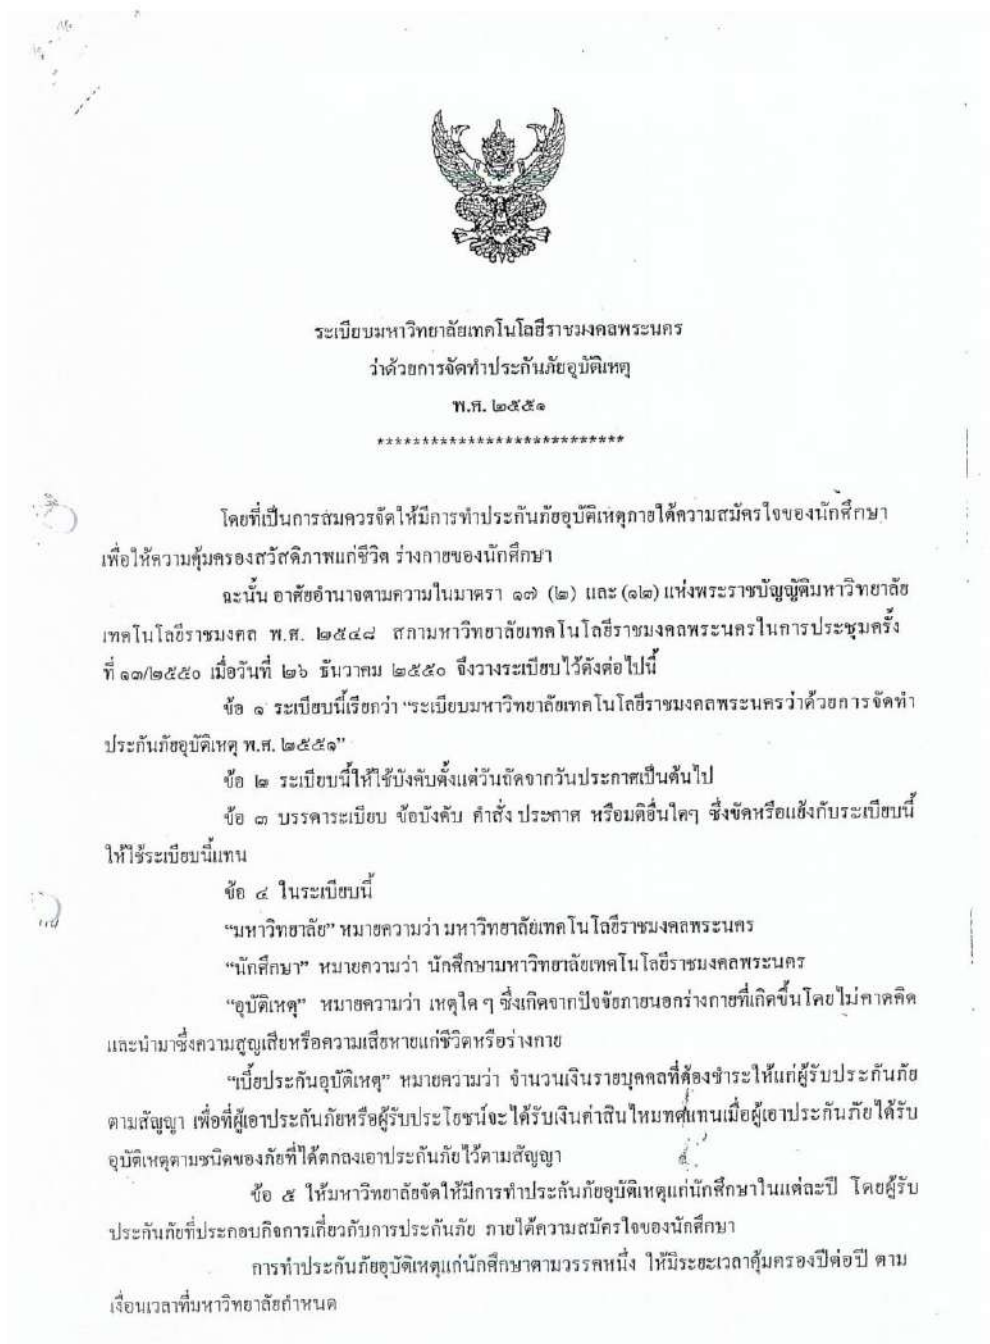 ระเบียบมหาวิทยาลัยเทคโนโลยีราชมงคลพระนคร
ว่าด้วยการจัดทำประกันภัยอุบัติเหตุ
พ.ศ. ๒๕๕๑
***************************
โดยที่เป็นการสมควรจัดให้มีการทำประกันภัยอุบัติเหตุภายใต้ความสมัครใจของนักศึกษา
เพื่อให้ความคุ้มครองสวัสดิภาพแก่ชีวิต ร่างกายของนักศึกษา
ฉะนั้น อาศัยอำนาจตามความในมาตรา ๑๗ (๒) และ (๑๒) แห่งพระราชบัญญัติมหาวิทยาลัย
เทคโนโลยีราชมงคล พ.ศ. ๒๕๔๘ สภามหาวิทยาลัยเทคโนโลยีราชมงคลพระนครในการประชุมครั้ง
ที่ ๑๓/๒๕๕๐ เมื่อวันที่ ๒๖ ธันวาคม ๒๕๕๐ จึงวางระเบียบไว้ดังต่อไปนี้
ข้อ ๑ ระเบียบนี้เรียกว่า “ระเบียบมหาวิทยาลัยเทคโนโลยีราชมงคลพระนครว่าด้วยการจัดทำ
ประกันภัยอุบัติเหตุ พ.ศ. ๒๕๕๑”
ข้อ ๒ ระเบียบนี้ให้ใช้บังคับตั้งแต่วันถัดจากวันประกาศเป็นต้นไป
ข้อ ๓ บรรดาระเบียบ ข้อบังคับ คำสั่ง ประกาศ หรือมติอื่นใดๆ ซึ่งขัดหรือแย้งกับระเบียบนี้
ให้ใช้ระเบียบนี้แทน
ข้อ ๔ ในระเบียบนี้
“มหาวิทยาลัย” หมายความว่า มหาวิทยาลัยเทคโนโลยีราชมงคลพระนคร
“นักศึกษา” หมายความว่า นักศึกษามหาวิทยาลัยเทคโนโลยีราชมงคลพระนคร
“อุบัติเหตุ” หมายความว่า เหตุใด ๆ ซึ่งเกิดจากปัจจัยภายนอกร่างกายที่เกิดขึ้นโดยไม่คาดคิด
และนำมาซึ่งความสูญเสียหรือความเสียหายแก่ชีวิตหรือร่างกาย
“เบี้ยประกันอุบัติเหตุ” หมายความว่า จำนวนเงินรายบุคคลที่ต้องชำระให้แก่ผู้รับประกันภัย
ตามสัญญา เพื่อที่ผู้เอาประกันภัยหรือผู้รับประโยชน์จะได้รับเงินค่าสินไหมทดแทนเมื่อผู้เอาประกันภัยได้รับ
อุบัติเหตุตามชนิดของภัยที่ได้ตกลงเอาประกันภัยไว้ตามสัญญา
ข้อ ๕ ให้มหาวิทยาลัยจัดให้มีการทำประกันภัยอุบัติเหตุแก่นักศึกษาในแต่ละปี โดยผู้รับ
ประกันภัยที่ประกอบกิจการเกี่ยวกับการประกันภัย ภายใต้ความสมัครใจของนักศึกษา
การทำประกันภัยอุบัติเหตุแก่นักศึกษาตามวรรคหนึ่ง ให้มีระยะเวลาคุ้มครองปีต่อปี ตาม
เงื่อนเวลาที่มหาวิทยาลัยกำหนด